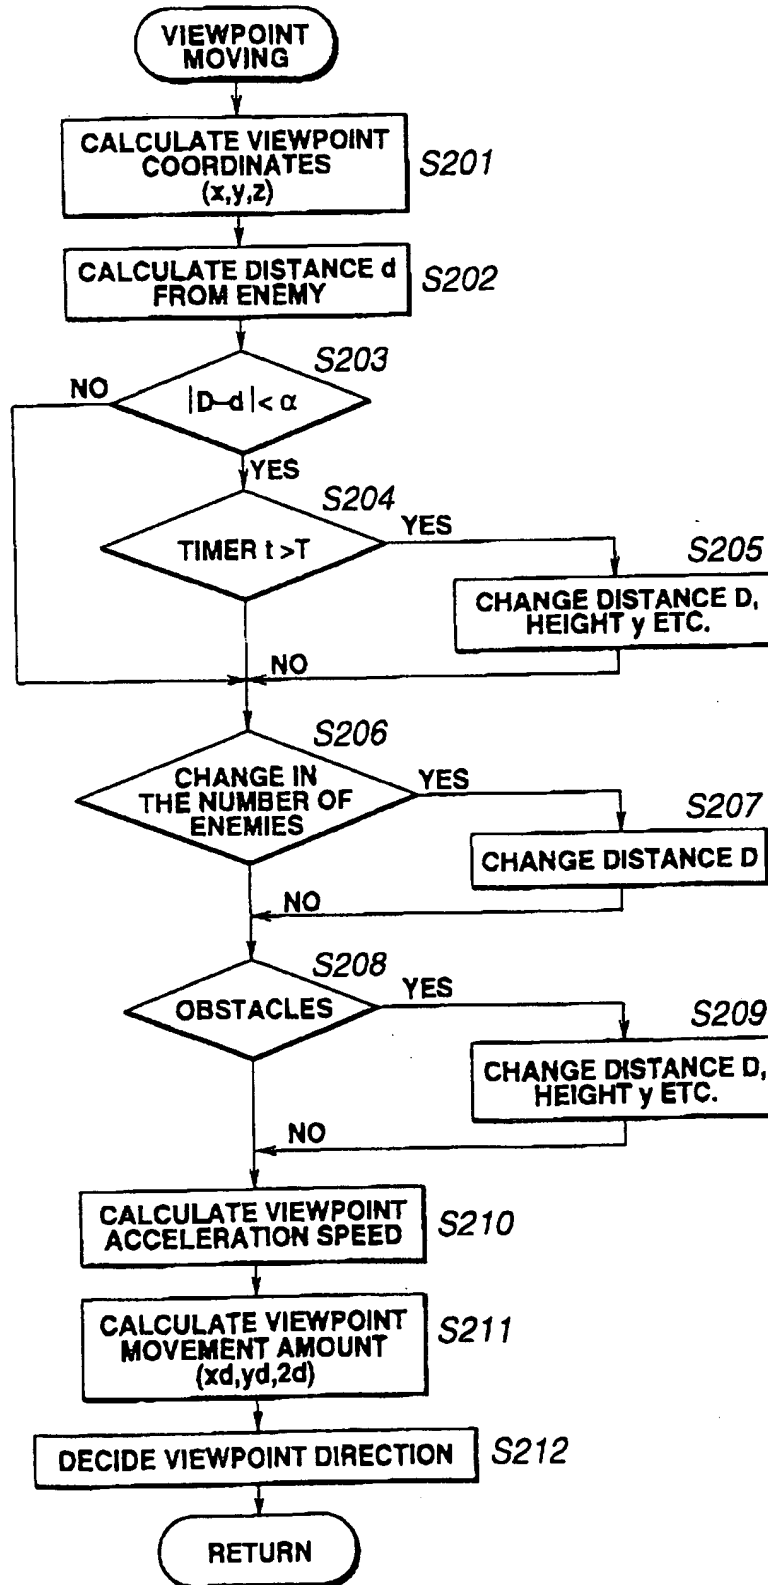 VIEWPOINT
MOVING
CALCULATE VIEWPOINT
COORDINATES
(x,y,z)
S201
CALCULATE DISTANCE d
FROM ENEMY
S202
S203
NO
|D-d|< α
YES
S204
TIMER t >T
YES
S205
CHANGE DISTANCE D,
HEIGHT y ETC.
NO
S206
CHANGE IN
THE NUMBER OF
ENEMIES
YES
S207
CHANGE DISTANCE D
NO
S208
OBSTACLES
YES
S209
CHANGE DISTANCE D,
HEIGHT y ETC.
NO
CALCULATE VIEWPOINT
ACCELERATION SPEED
S210
CALCULATE VIEWPOINT
MOVEMENT AMOUNT
(xd,yd,2d)
S211
DECIDE VIEWPOINT DIRECTION
S212
RETURN